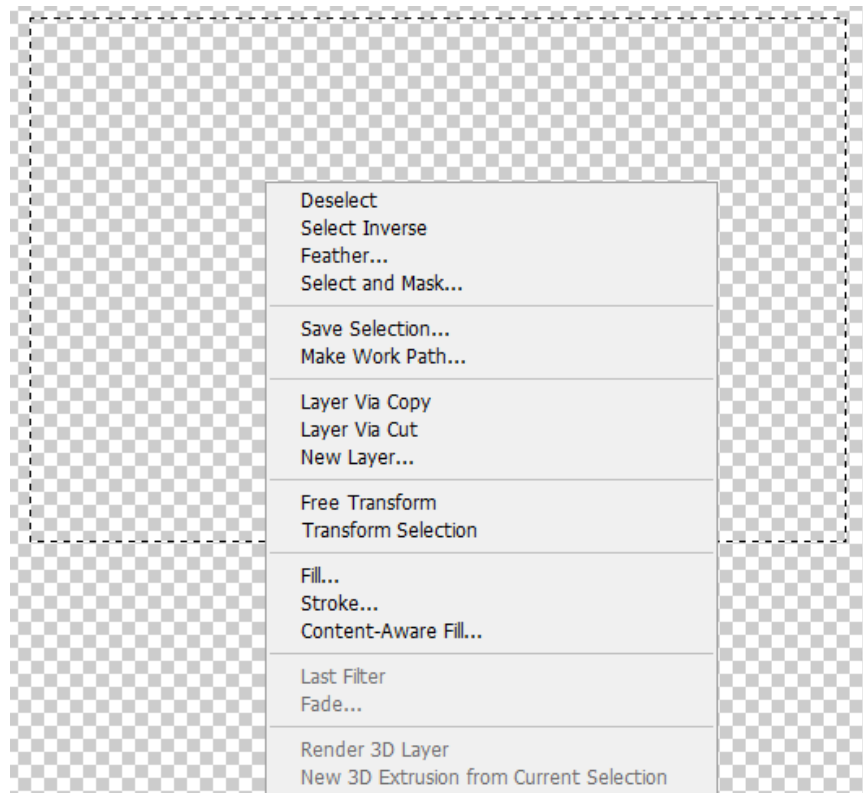 Deselect
Select Inverse
Feather...
Select and Mask...
Save Selection...
Make Work Path...
Layer Via Copy
Layer Via Cut
New Layer...
Free Transform
Transform Selection
Fill...
Stroke...
Content-Aware Fill...
Last Filter
Fade...
Render 3D Layer
New 3D Extrusion from Current Selection